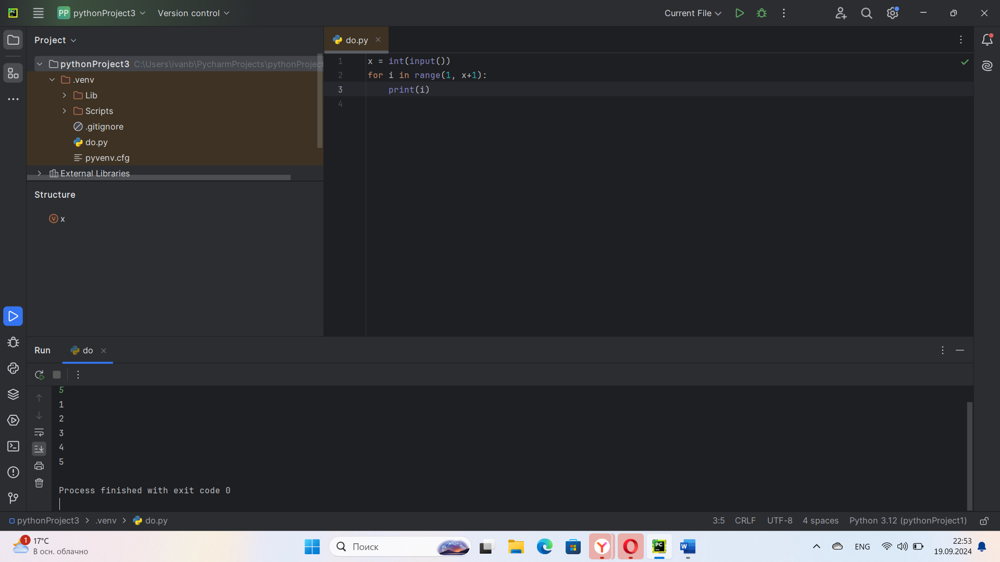 PP pythonProject3 Version control Current File
Project
do.py
pythonProject3 C:\Users\ivanb\PycharmProjects\pythonProject
.venv
Lib
Scripts
.gitignore
do.py
pyvenv.cfg
External Libraries
1 x = int(input())
2 for i in range(1, x+1):
3 print(i)
4
Structure
x
Run do
5
1
2
3
4
5
Process finished with exit code 0
pythonProject3 > .venv > do.py 3:5 CRLF UTF-8 4 spaces Python 3.12 (pythonProject1)
1 17°C
В осн. облачно
Поиск
ENG
22:53
19.09.2024